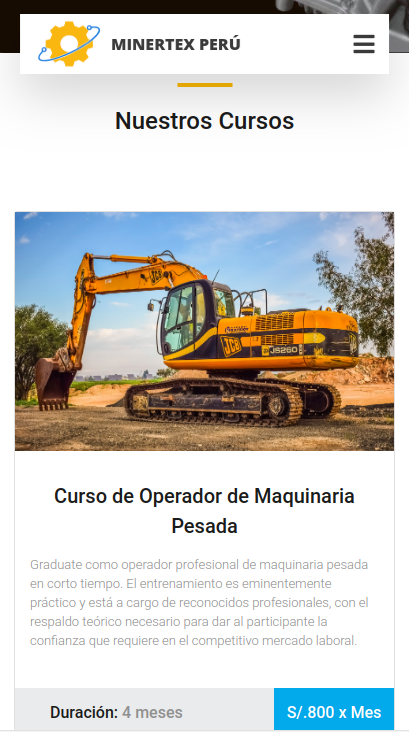 MINERTEX PERÚ
Nuestros Cursos
JCB
JCB
JS260
Curso de Operador de Maquinaria
Pesada
Graduate como operador profesional de maquinaria pesada
en corto tiempo. El entrenamiento es eminentemente
práctico y está a cargo de reconocidos profesionales, con el
respaldo teórico necesario para dar al participante la
confianza que requiere en el competitivo mercado laboral.
Duración: 4 meses
S/.800 x Mes